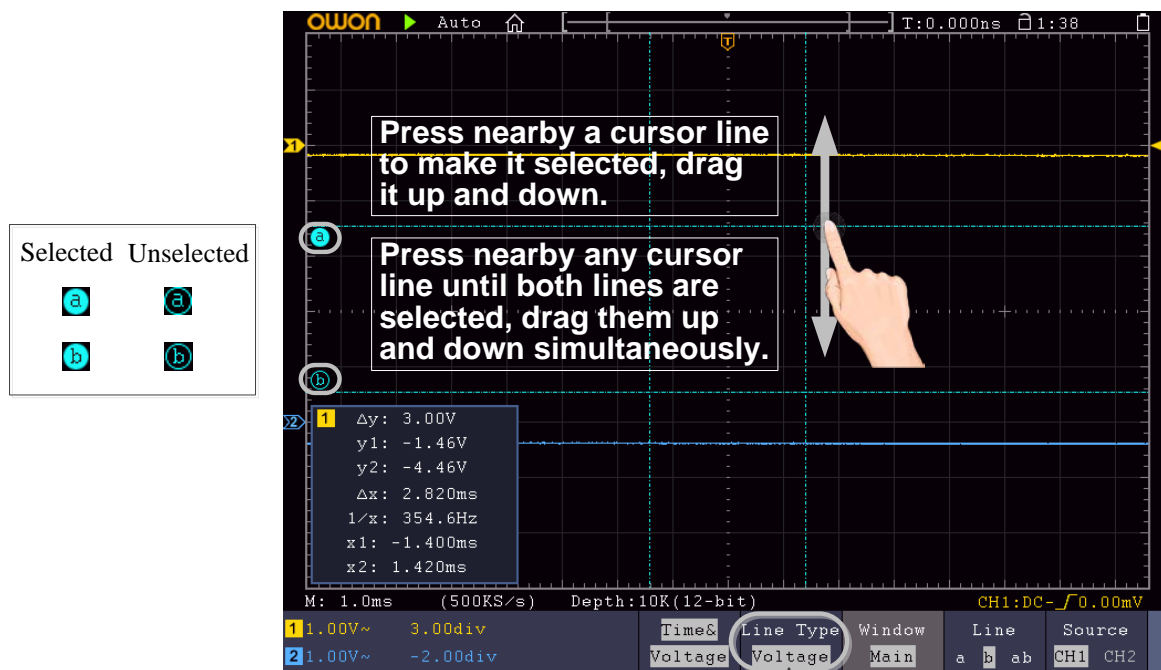 owon Auto T:0.000ns 1:38
T
1
Press nearby a cursor line
to make it selected, drag
it up and down.
Selected Unselected
a a
b b
a
Press nearby any cursor
line until both lines are
selected, drag them up
and down simultaneously.
b
2
1 Δy: 3.00V
y1: -1.46V
y2: -4.46V
Δx: 2.820ms
1/x: 354.6Hz
x1: -1.400ms
x2: 1.420ms
M: 1.0ms (500KS/s) Depth:10K(12-bit) CH1:DC- 0.00mV
1 1.00V~ 3.00div
2 1.00V~ -2.00div
Time&
Voltage
Line Type
Voltage
Window
Main
Line
a b ab
Source
CH1 CH2